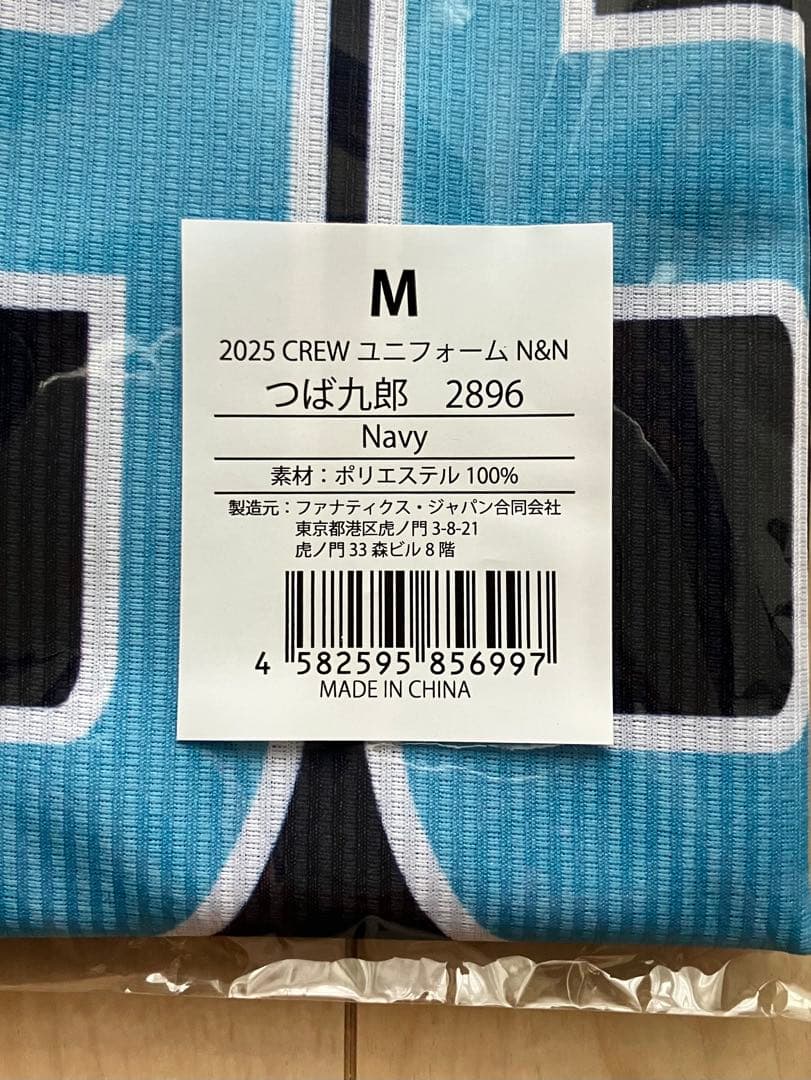 M
2025 CREW ユニフォーム N&N
つば九郎　2896
Navy
素材：ポリエステル 100%
製造元：ファナティクス・ジャパン合同会社
東京都港区虎ノ門 3-8-21
虎ノ門 33 森ビル 8 階
4 582595 856997
MADE IN CHINA